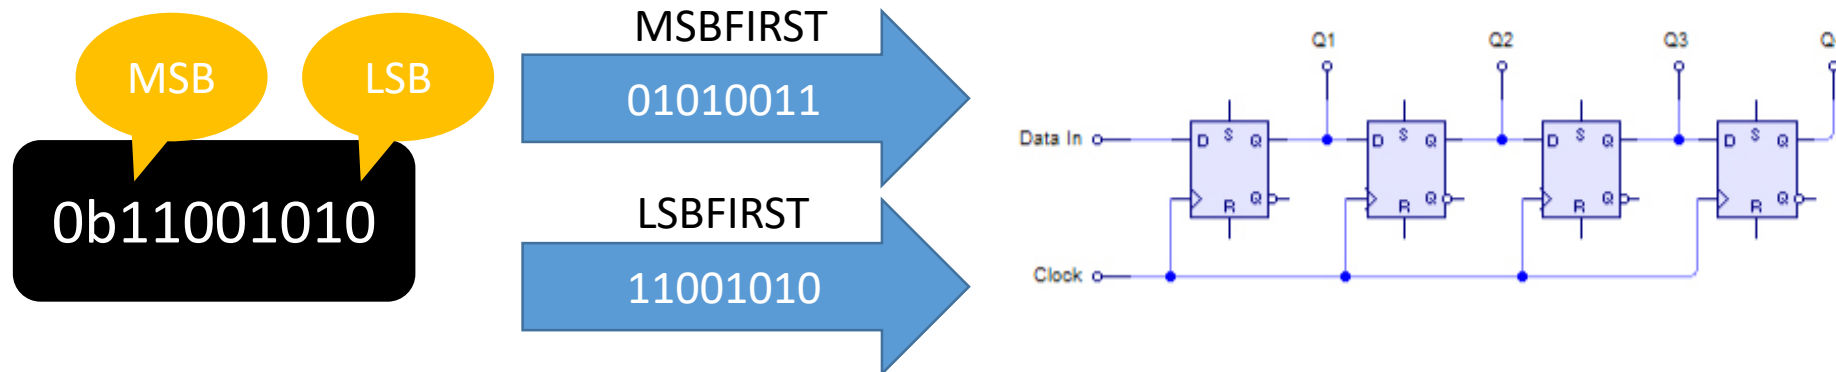 MSB
LSB
0b11001010
MSBFIRST
01010011
LSBFIRST
11001010
Q1
Q2
Q3
Data In
D S Q
R Q
D S Q
R Q
D S Q
R Q
D S Q
R Q
Clock